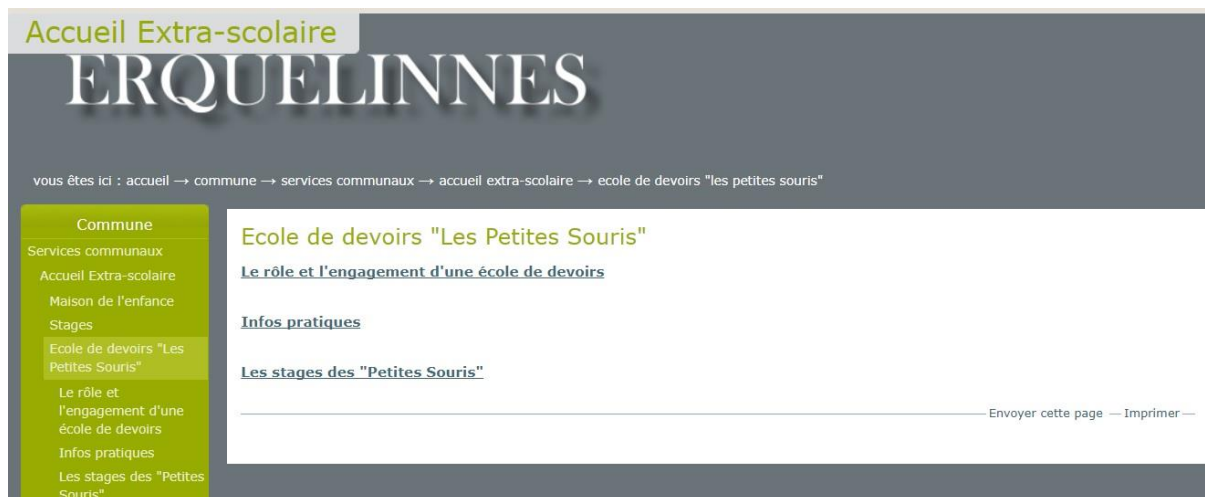 Accueil Extra-scolaire
ERQUELINNES
vous êtes ici : accueil → commune → services communaux → accueil extra-scolaire → ecole de devoirs "les petites souris"
Commune
Services communaux
Accueil Extra-scolaire
Maison de l'enfance
Stages
Ecole de devoirs "Les
Petites Souris"
Le rôle et
l'engagement d'une
école de devoirs
Infos pratiques
Les stages des "Petites
Souris"
Ecole de devoirs "Les Petites Souris"
Le rôle et l'engagement d'une école de devoirs
Infos pratiques
Les stages des "Petites Souris"
Envoyer cette page — Imprimer —